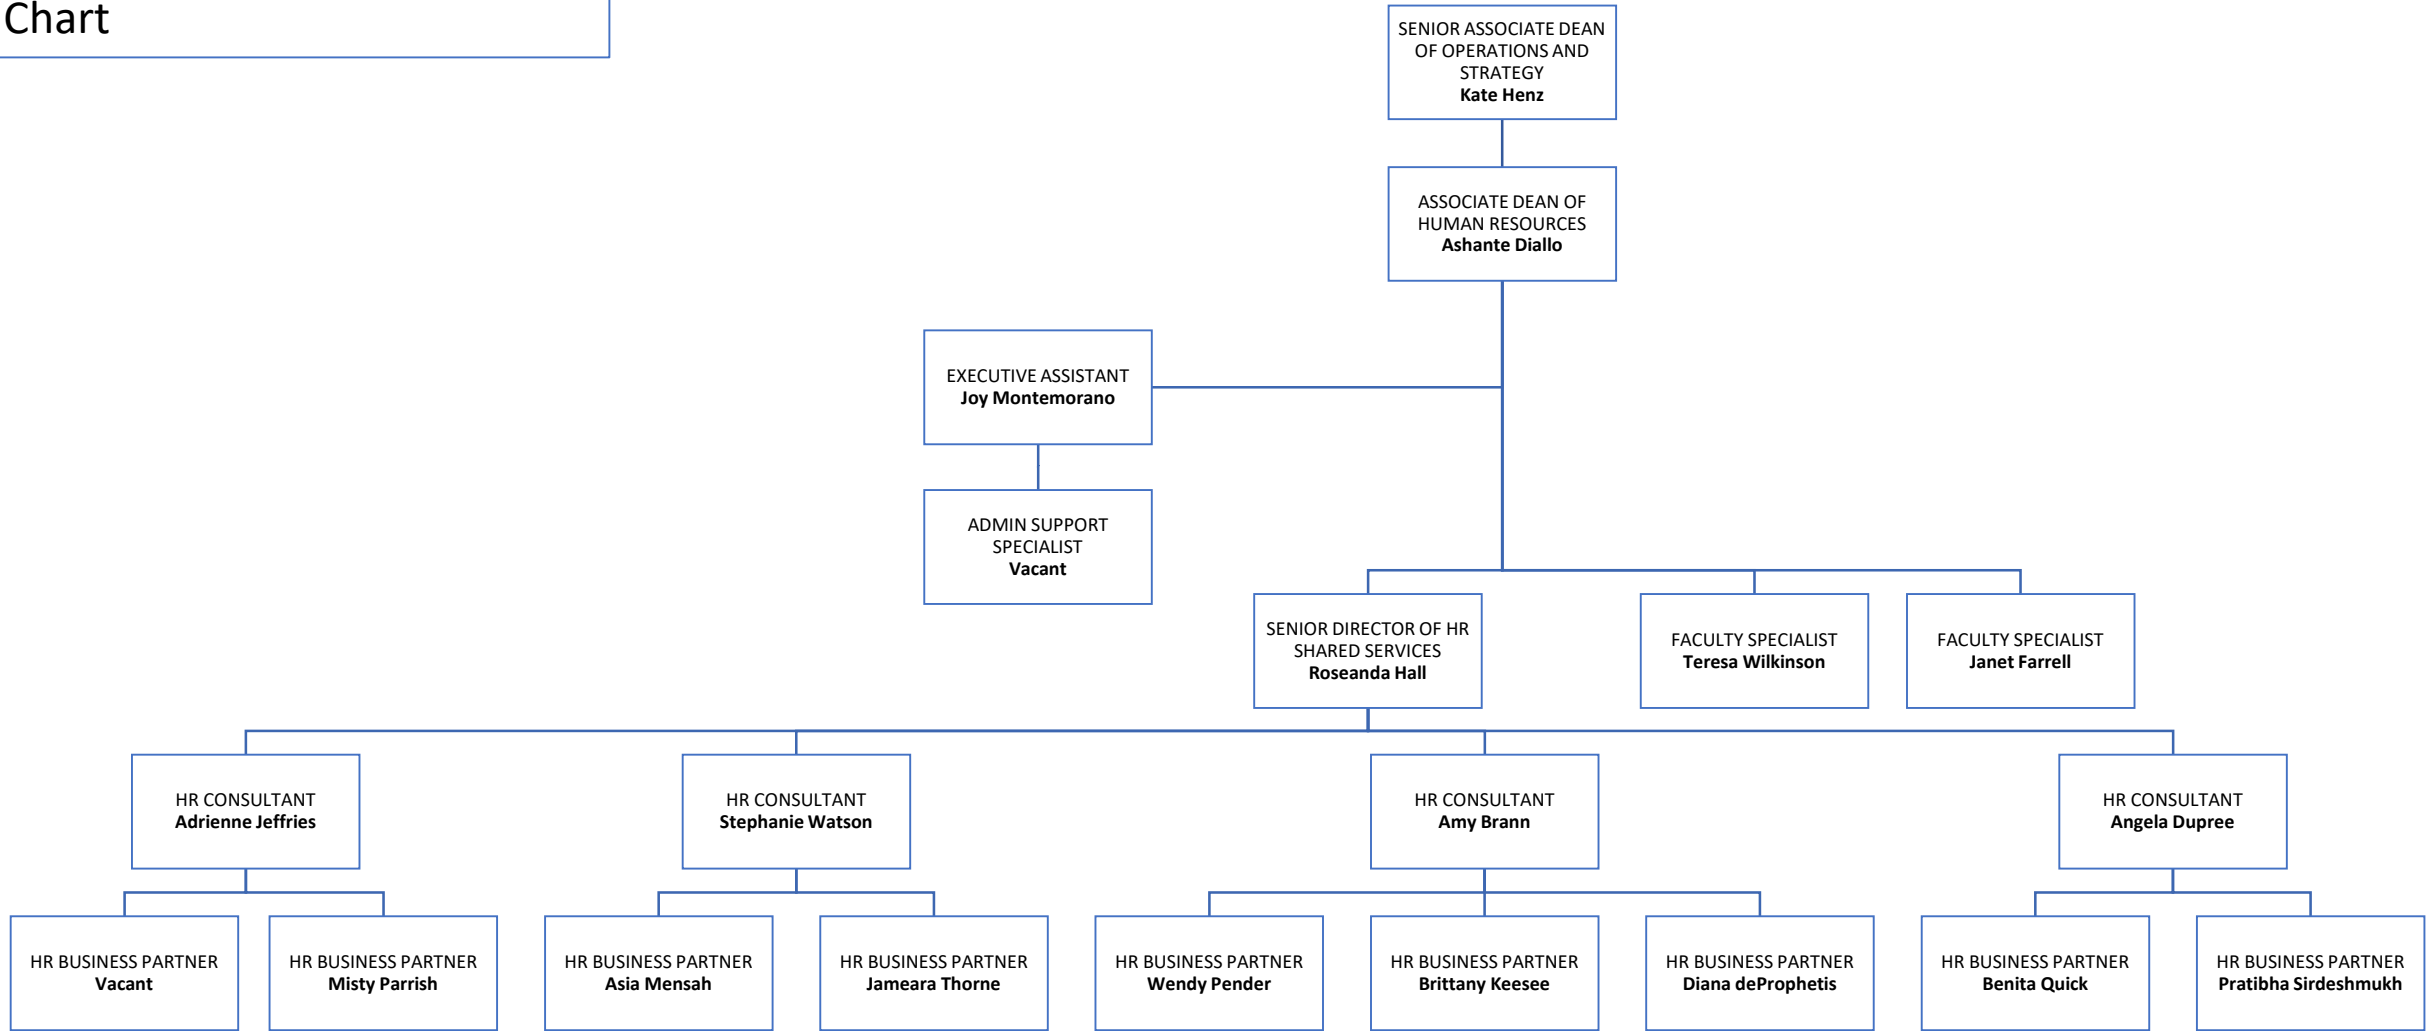 Chart
SENIOR ASSOCIATE DEAN
OF OPERATIONS AND
STRATEGY
Kate Henz
ASSOCIATE DEAN OF
HUMAN RESOURCES
Ashante Diallo
EXECUTIVE ASSISTANT
Joy Montemorano
ADMIN SUPPORT
SPECIALIST
Vacant
SENIOR DIRECTOR OF HR
SHARED SERVICES
Roseanda Hall
FACULTY SPECIALIST
Teresa Wilkinson
FACULTY SPECIALIST
Janet Farrell
HR CONSULTANT
Adrienne Jeffries
HR CONSULTANT
Stephanie Watson
HR CONSULTANT
Amy Brann
HR CONSULTANT
Angela Dupree
HR BUSINESS PARTNER
Vacant
HR BUSINESS PARTNER
Misty Parrish
HR BUSINESS PARTNER
Asia Mensah
HR BUSINESS PARTNER
Jameara Thorne
HR BUSINESS PARTNER
Wendy Pender
HR BUSINESS PARTNER
Brittany Keesee
HR BUSINESS PARTNER
Diana deProphetis
HR BUSINESS PARTNER
Benita Quick
HR BUSINESS PARTNER
Pratibha Sirdeshmukh